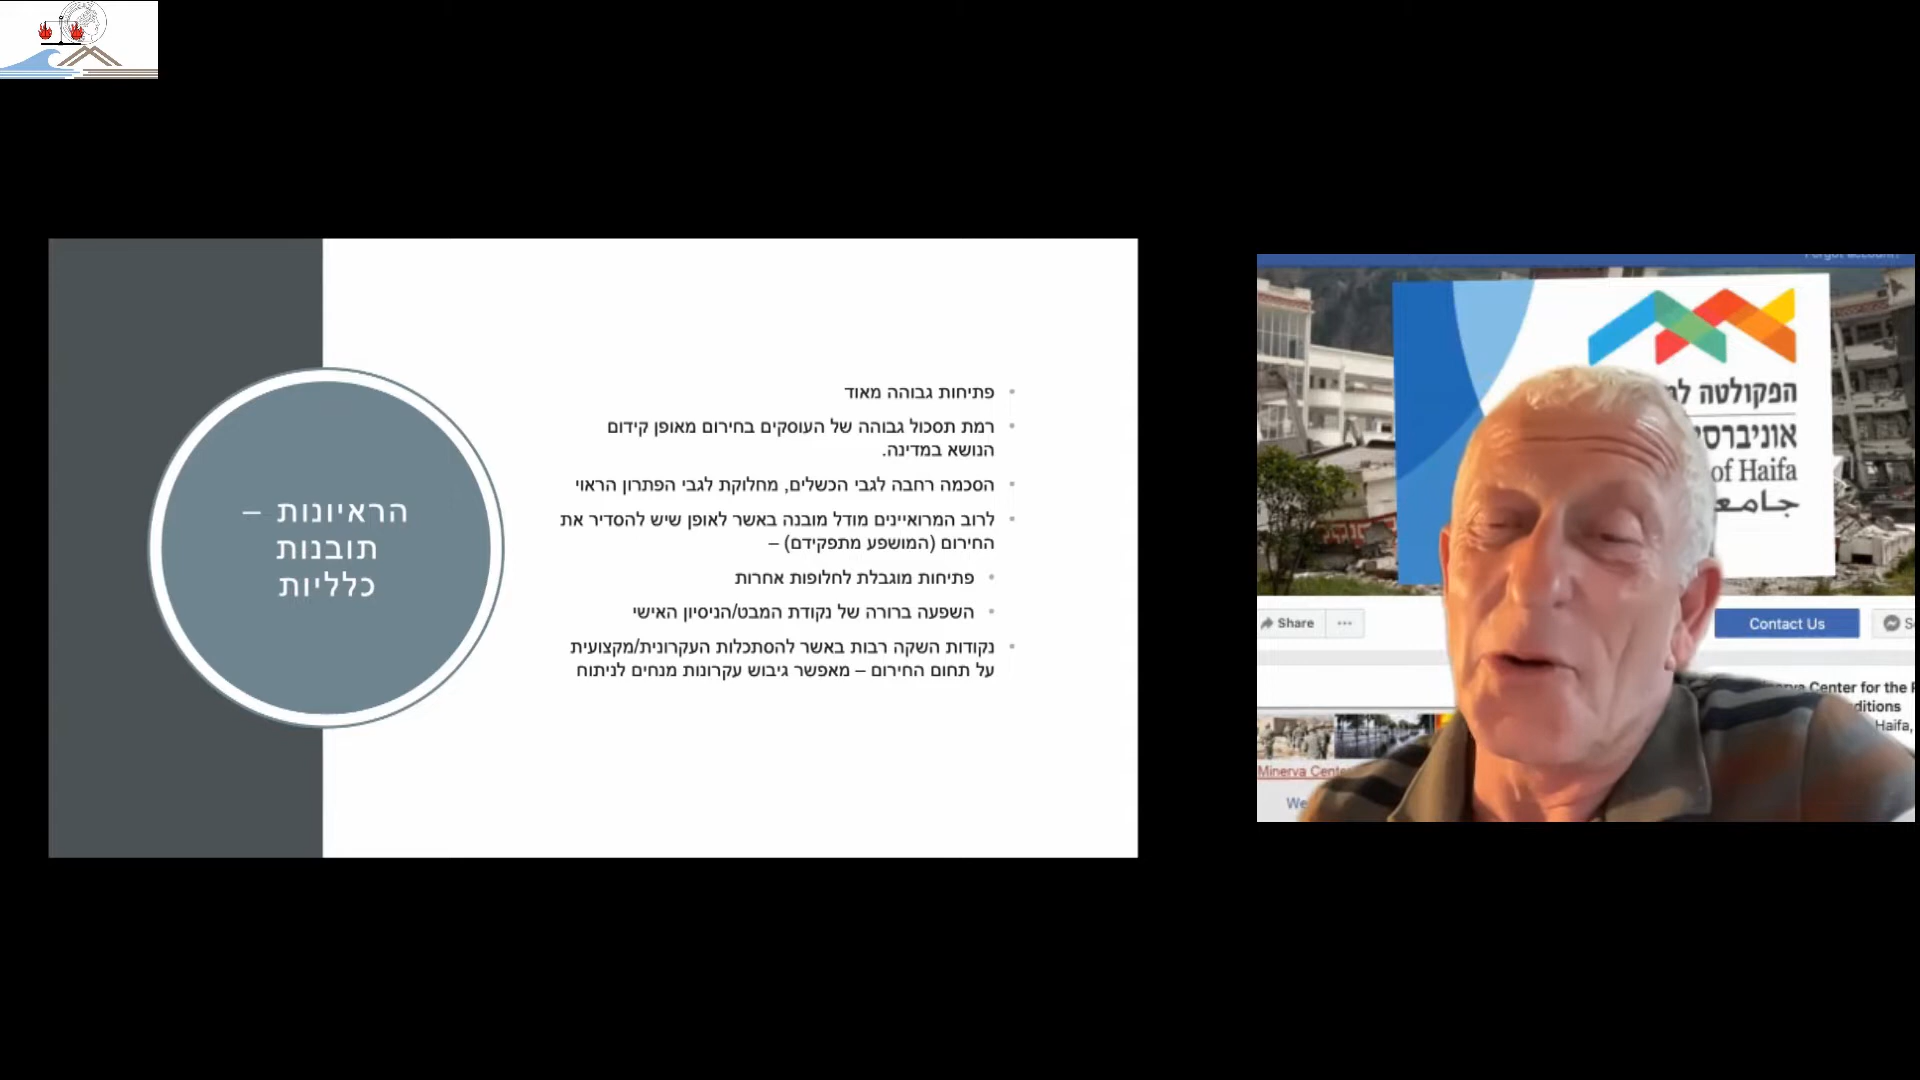 הראיונות –
תובנות
כלליות
• פתיחות גבוהה מאוד
• רמת תסכול גבוהה של העוסקים בחירום מאופן קידום
הנושא במדינה.
• הסכמה רחבה לגבי הכשלים, מחלוקת לגבי הפתרון הראוי
• לרוב המרואיינים מודל מובנה באשר לאופן שיש להסדיר את
החירום (המושפע מתפקידם) –
• פתיחות מוגבלת לחלופות אחרות
• השפעה ברורה של נקודת המבט/הניסיון האישי
• נקודות השקה רבות באשר להסתכלות העקרונית/מקצועית
על תחום החירום – מאפשר גיבוש עקרונות מנחים לניתוח
הפקולטה
of Haifa
Share
Contact Us
Center for the
Haifa,
Minerva
We